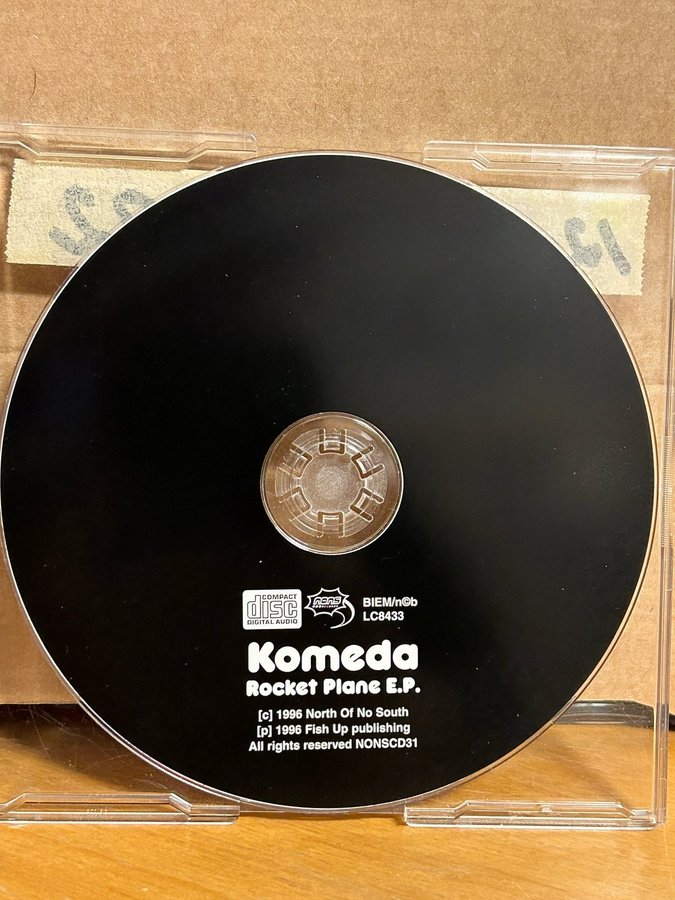 COMPACT
disc
DIGITAL AUDIO
nons
BIEM/n©b
LC8433
Komeda
Rocket Plane E.P.
[c] 1996 North Of No South
[p] 1996 Fish Up publishing
All rights reserved NONSCD31